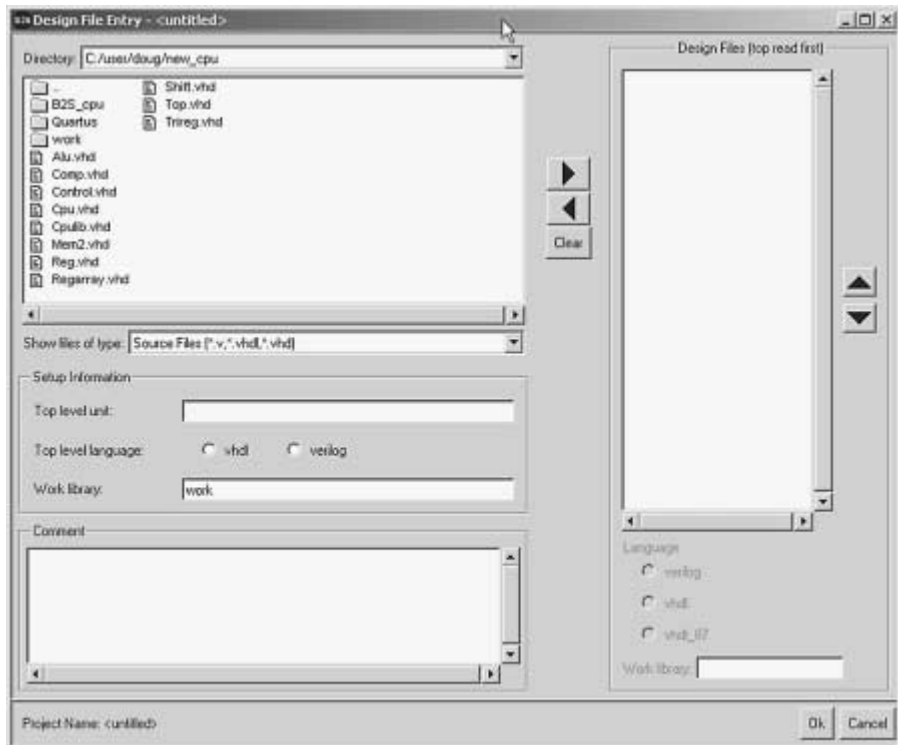 B2S Design File Entry - <untitled>
Directory: C:/user/doug/new_cpu
..
B2S_cpu
Quartus
work
Alu.vhd
Comp.vhd
Control.vhd
Cpu.vhd
Cpulib.vhd
Mem2.vhd
Reg.vhd
Regarray.vhd
Shift.vhd
Top.vhd
Trireg.vhd
Show files of type: Source Files (*.v,*.vhdl,*.vhd)
Setup Information
Top level unit:
Top level language: vhdl verilog
Work library: work
Comment
Clear
Design Files (top read first)
Language
verilog
vhdl
vhdl_87
Work library:
Project Name: <untitled>
Ok Cancel